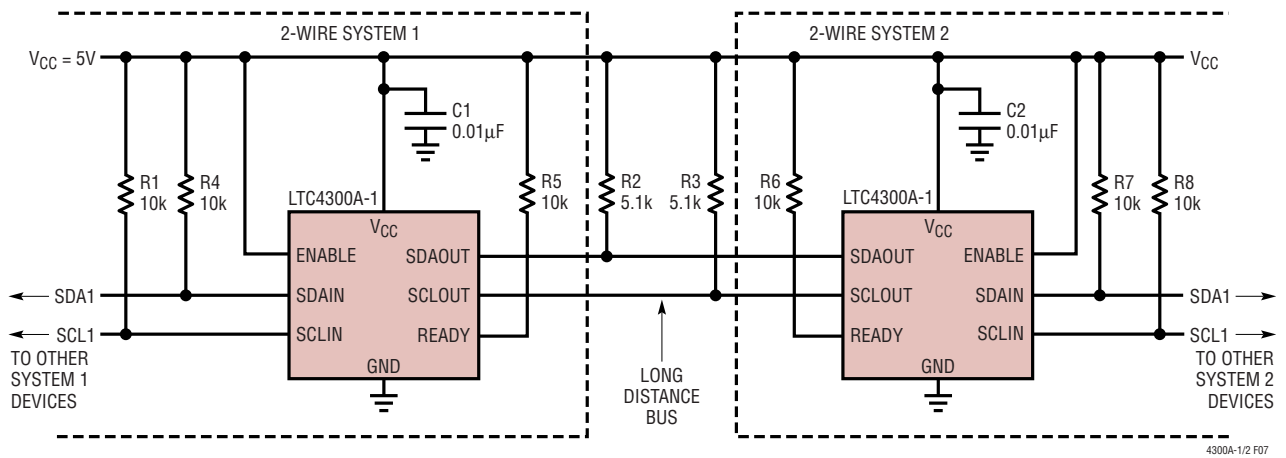 2-WIRE SYSTEM 1
2-WIRE SYSTEM 2
VCC = 5V
VCC
C1
0.01µF
C2
0.01µF
R1
10k
R4
10k
R5
10k
R2
5.1k
R3
5.1k
R6
10k
R7
10k
R8
10k
LTC4300A-1
VCC
ENABLE
SDAIN
SCLIN
SDAOUT
SCLOUT
READY
GND
LTC4300A-1
VCC
SDAOUT
SCLOUT
READY
ENABLE
SDAIN
SCLIN
GND
SDA1
SCL1
TO OTHER
SYSTEM 1
DEVICES
LONG
DISTANCE
BUS
SDA1
SCL1
TO OTHER
SYSTEM 2
DEVICES
4300A-1/2 F07